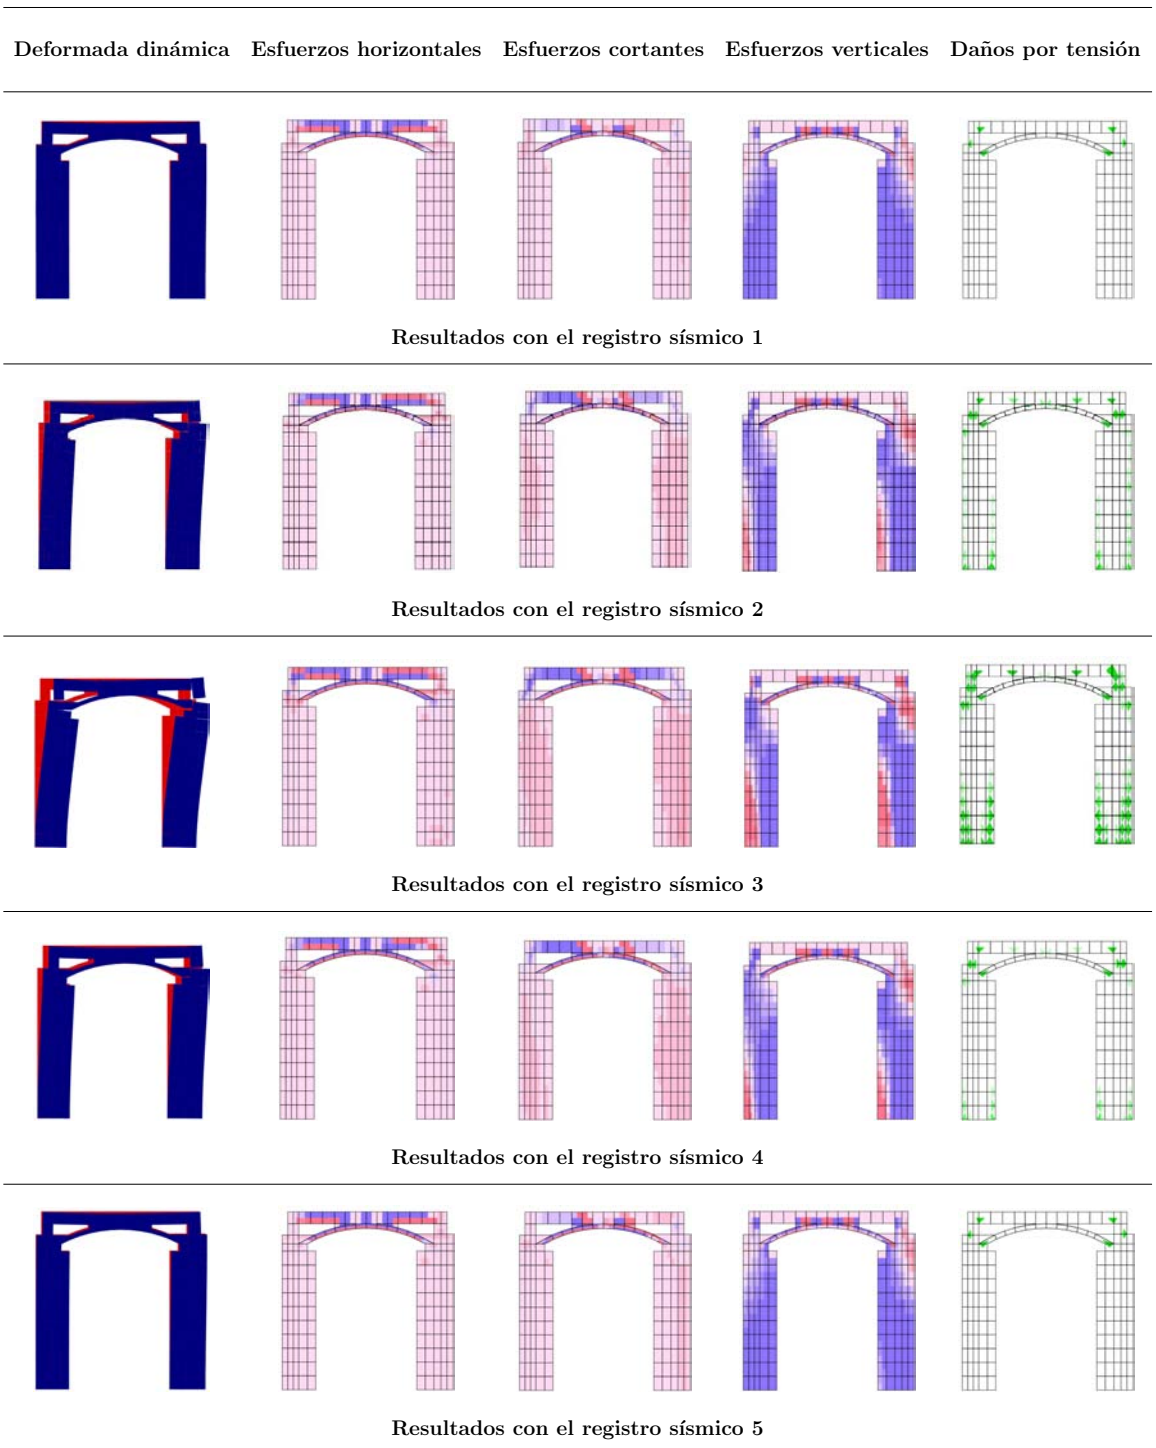 Deformada dinámica Esfuerzos horizontales Esfuerzos cortantes Esfuerzos verticales Daños por tensión
Resultados con el registro sísmico 1
Resultados con el registro sísmico 2
Resultados con el registro sísmico 3
Resultados con el registro sísmico 4
Resultados con el registro sísmico 5